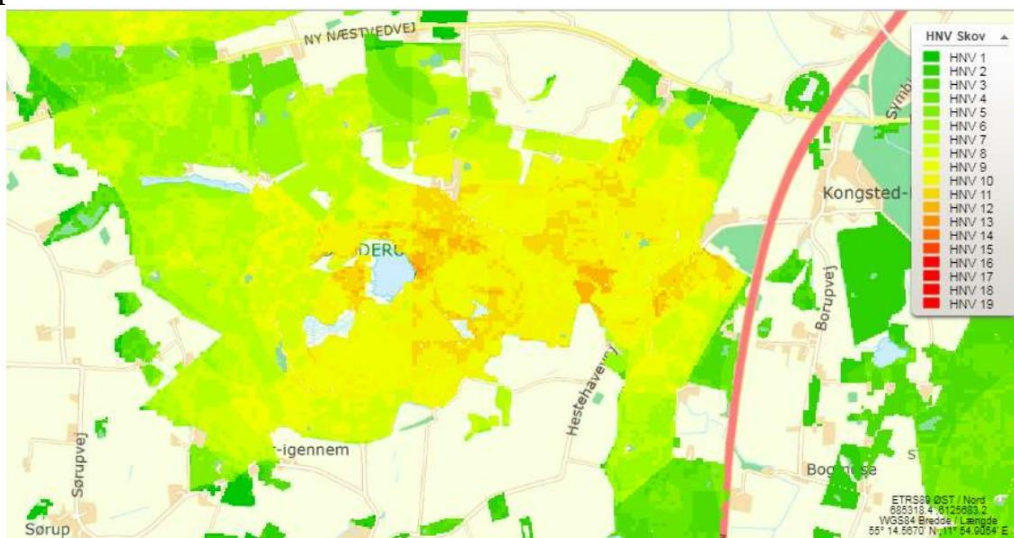 NY NÆSTVEDVEJ
HNV Skov
HNV 1
HNV 2
HNV 3
HNV 4
HNV 5
HNV 6
HNV 7
HNV 8
HNV 9
HNV 10
HNV 11
HNV 12
HNV 13
HNV 14
HNV 15
HNV 16
HNV 17
HNV 18
HNV 19
Symbi
Kongsted-
DERU
Borupvej
Hestehavevej
Sørupvej
r-igennem
Sørup
ETRS89 ØST / Nord
685318.4 ,6125683.2
WGS84 Bredde / Længde